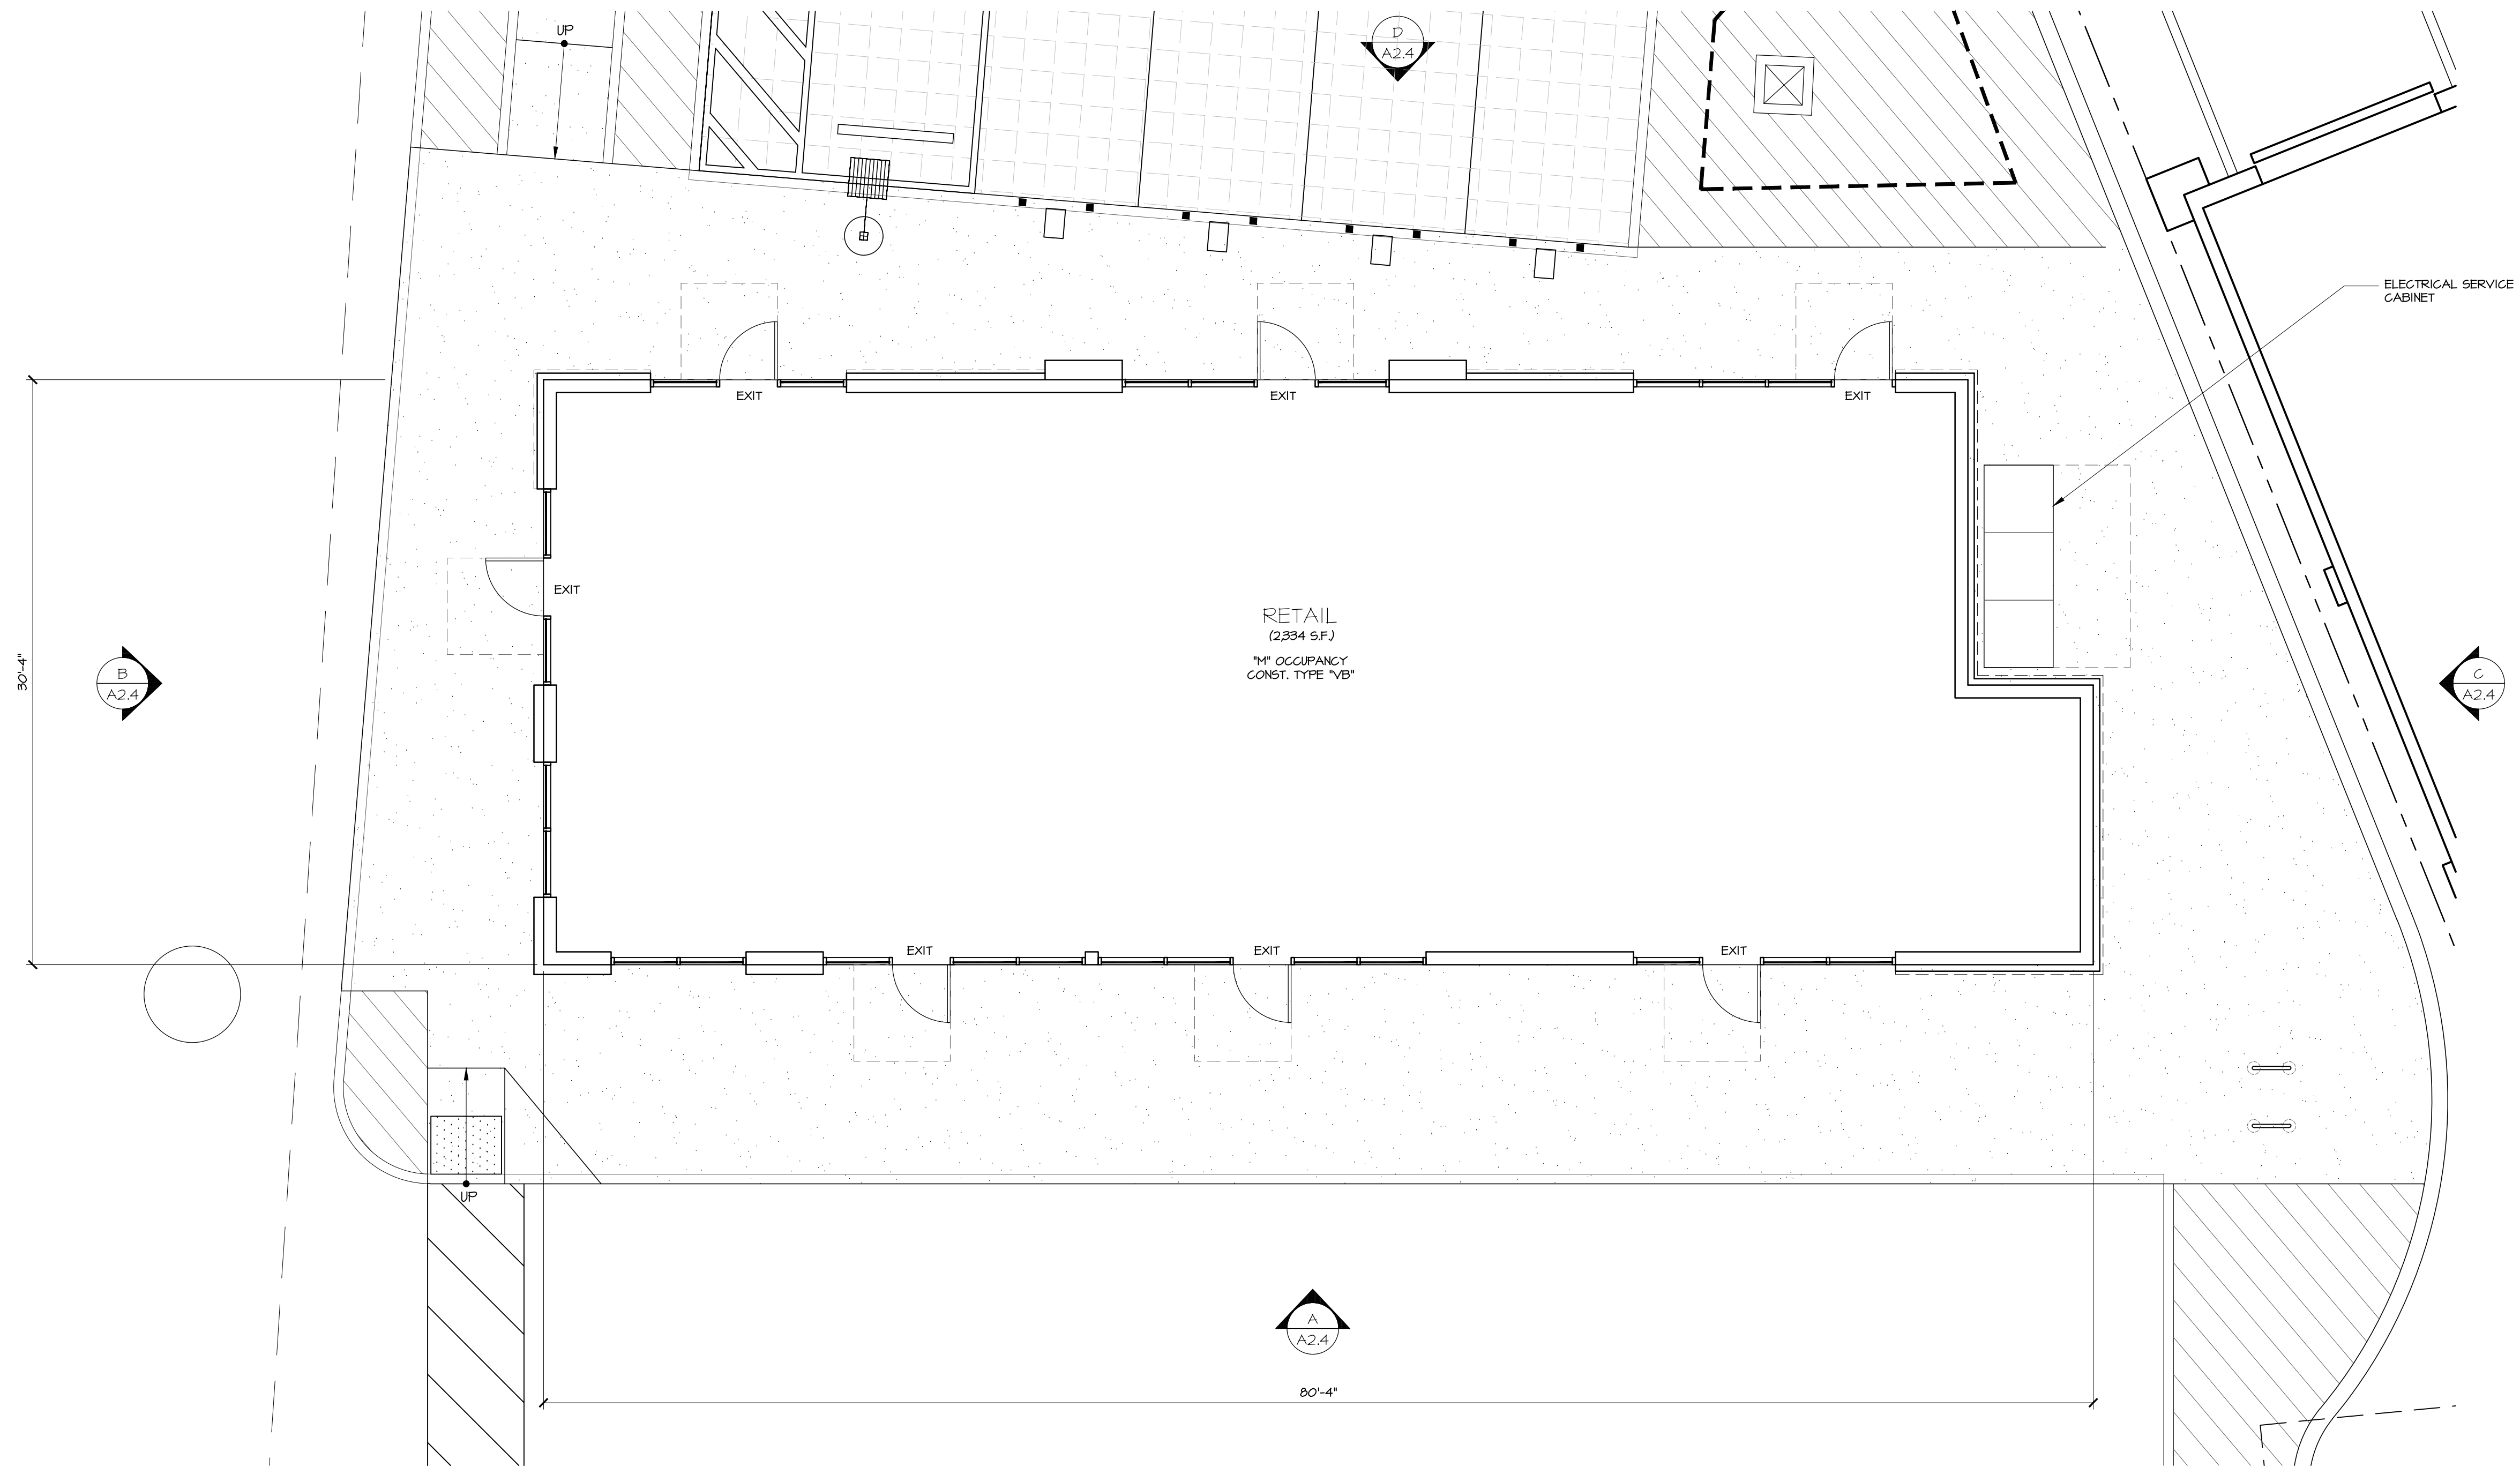 UP
D
A2.4
ELECTRICAL SERVICE
CABINET
EXIT
EXIT
EXIT
EXIT
RETAIL
(2,334 S.F.)
"M" OCCUPANCY
CONST. TYPE "VB"
30'-4"
B
A2.4
C
A2.4
EXIT
EXIT
EXIT
UP
A
A2.4
80'-4"